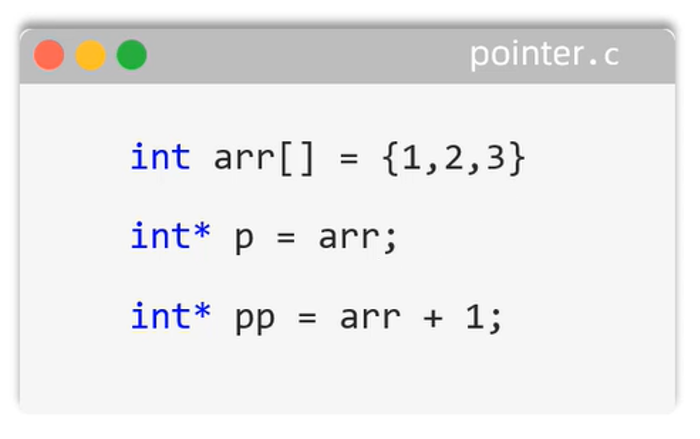 pointer.c
int arr[] = {1,2,3}
int* p = arr;
int* pp = arr + 1;